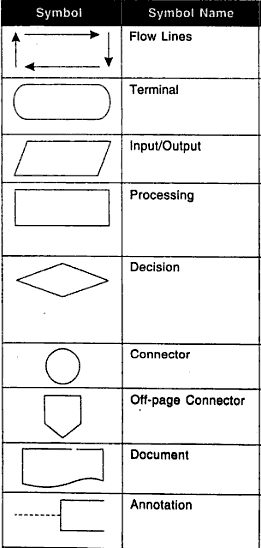 Symbol Symbol Name
Flow Lines
Terminal
Input/Output
Processing
Decision
Connector
Off-page Connector
Document
Annotation